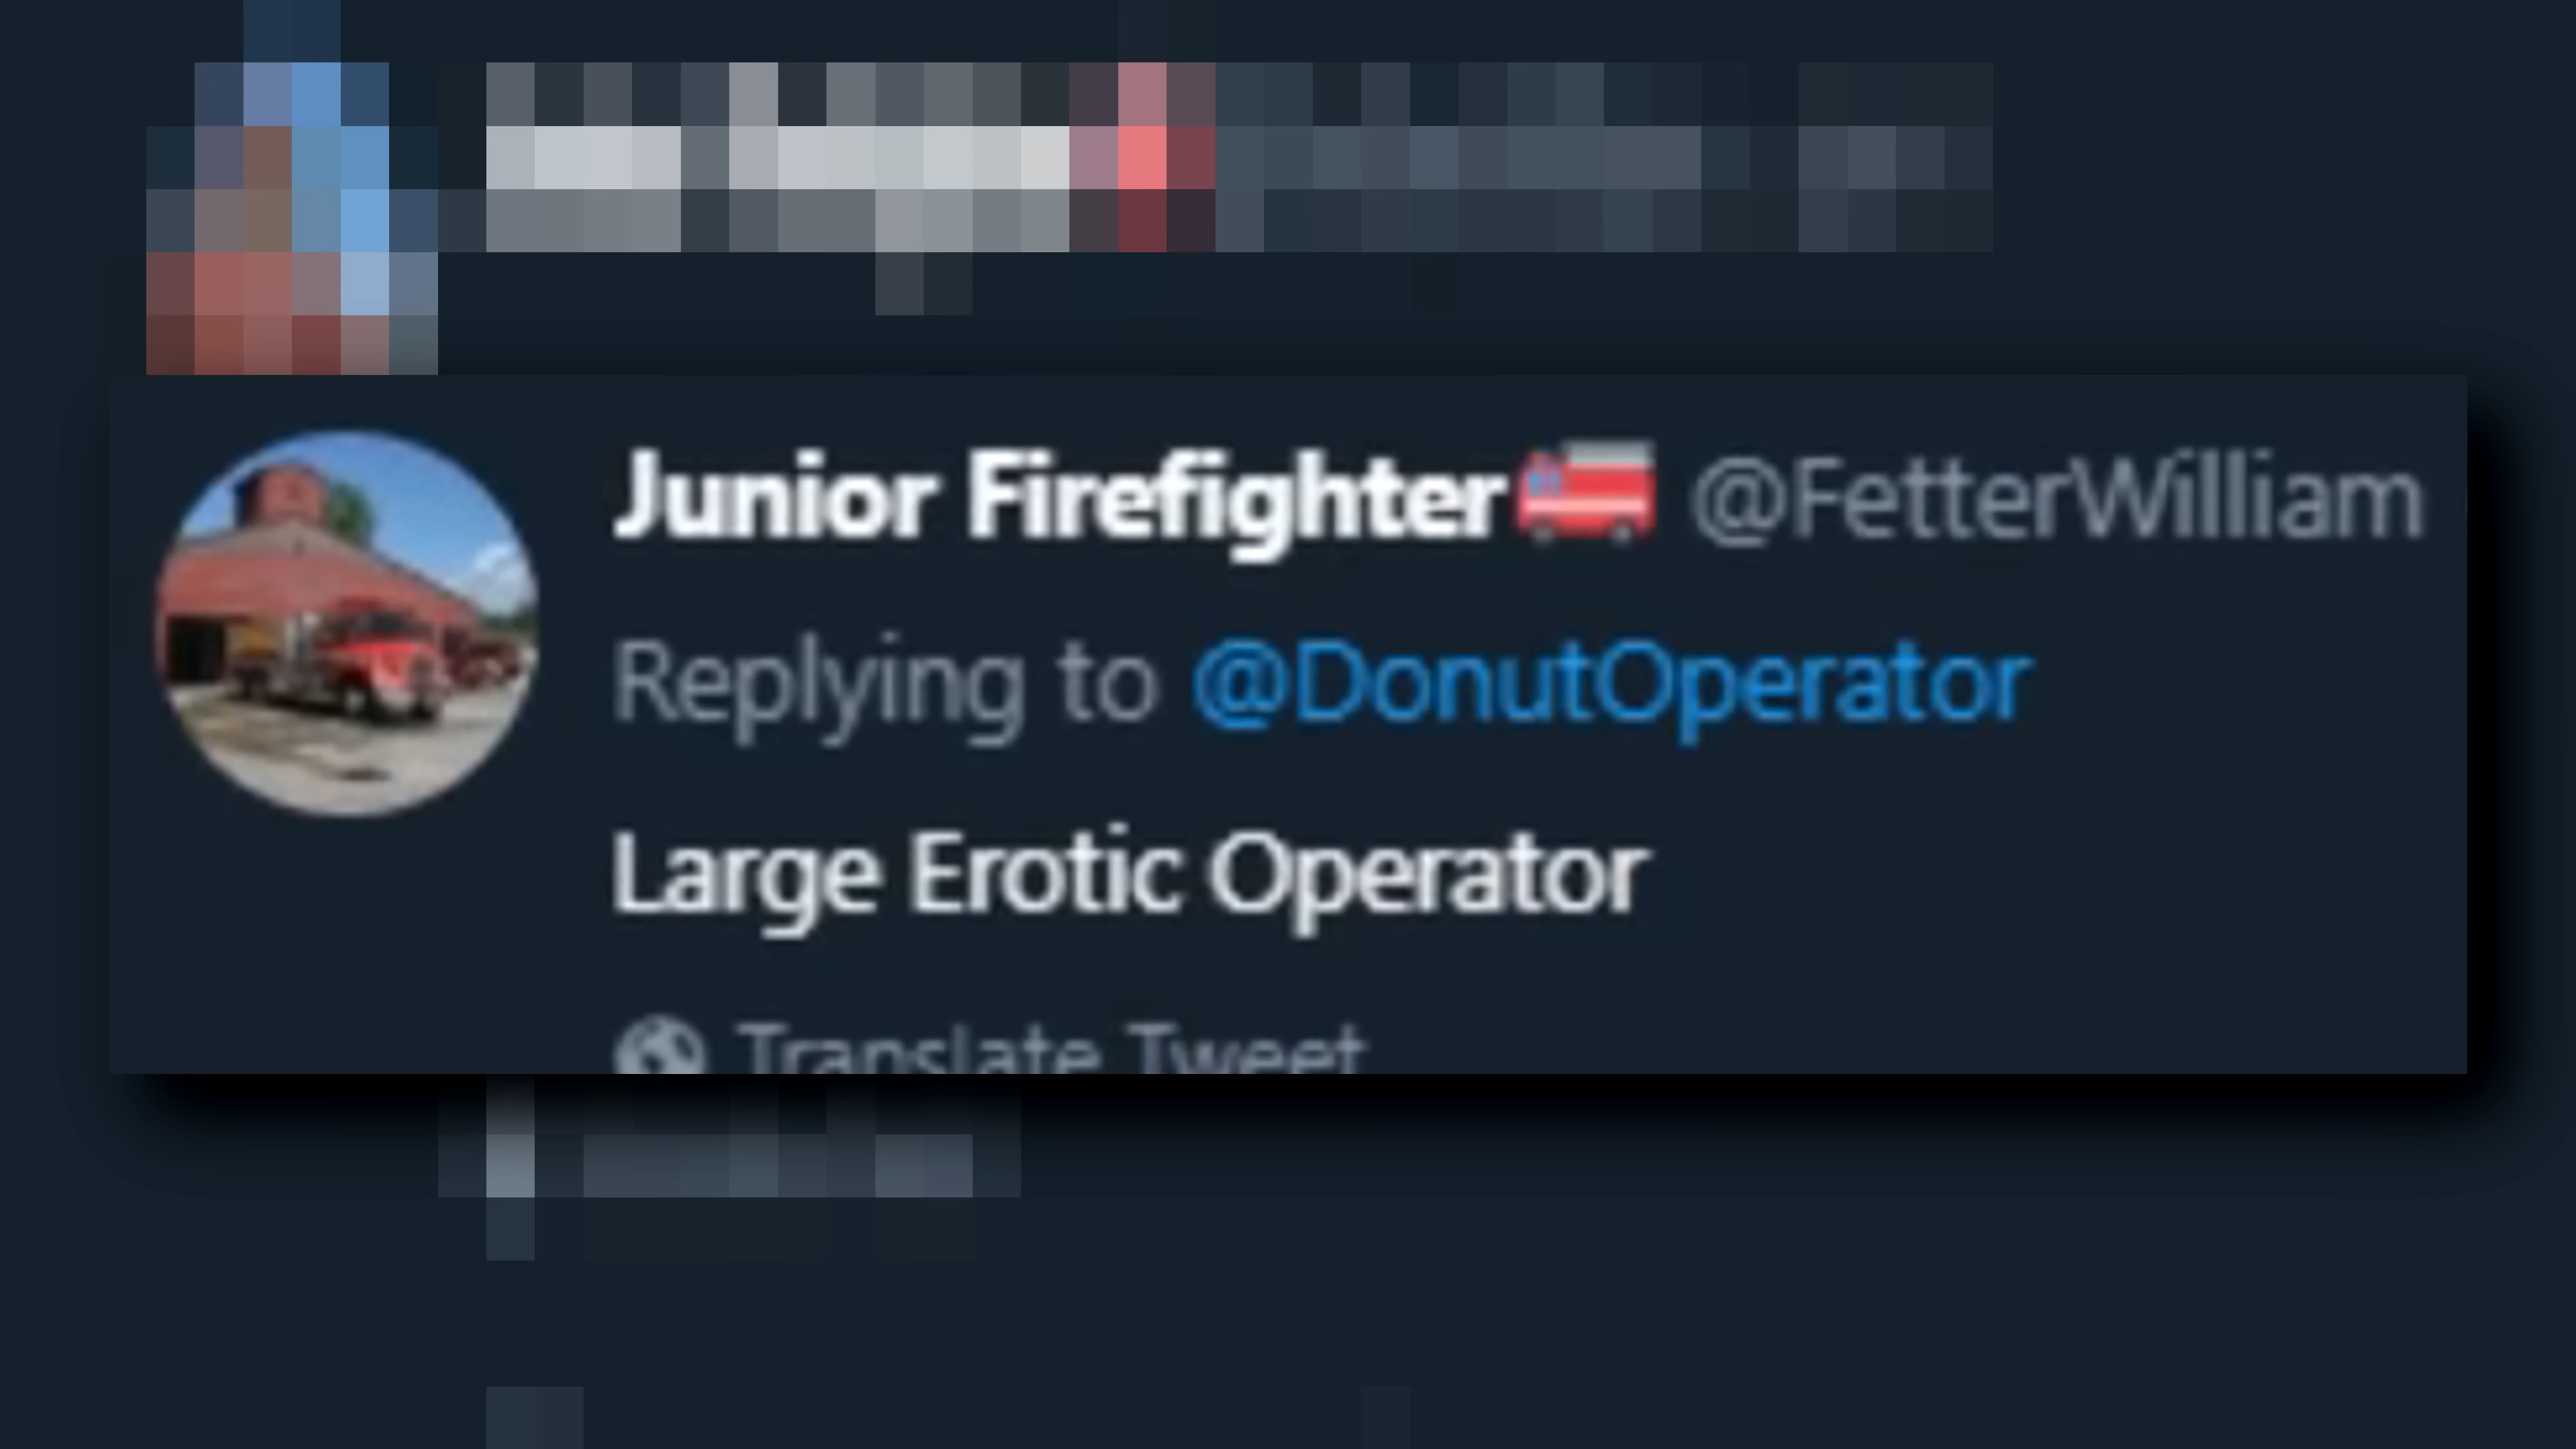 Junior Firefighter🚒 @FetterWilliam
Replying to @DonutOperator
Large Erotic Operator
Translate Tweet